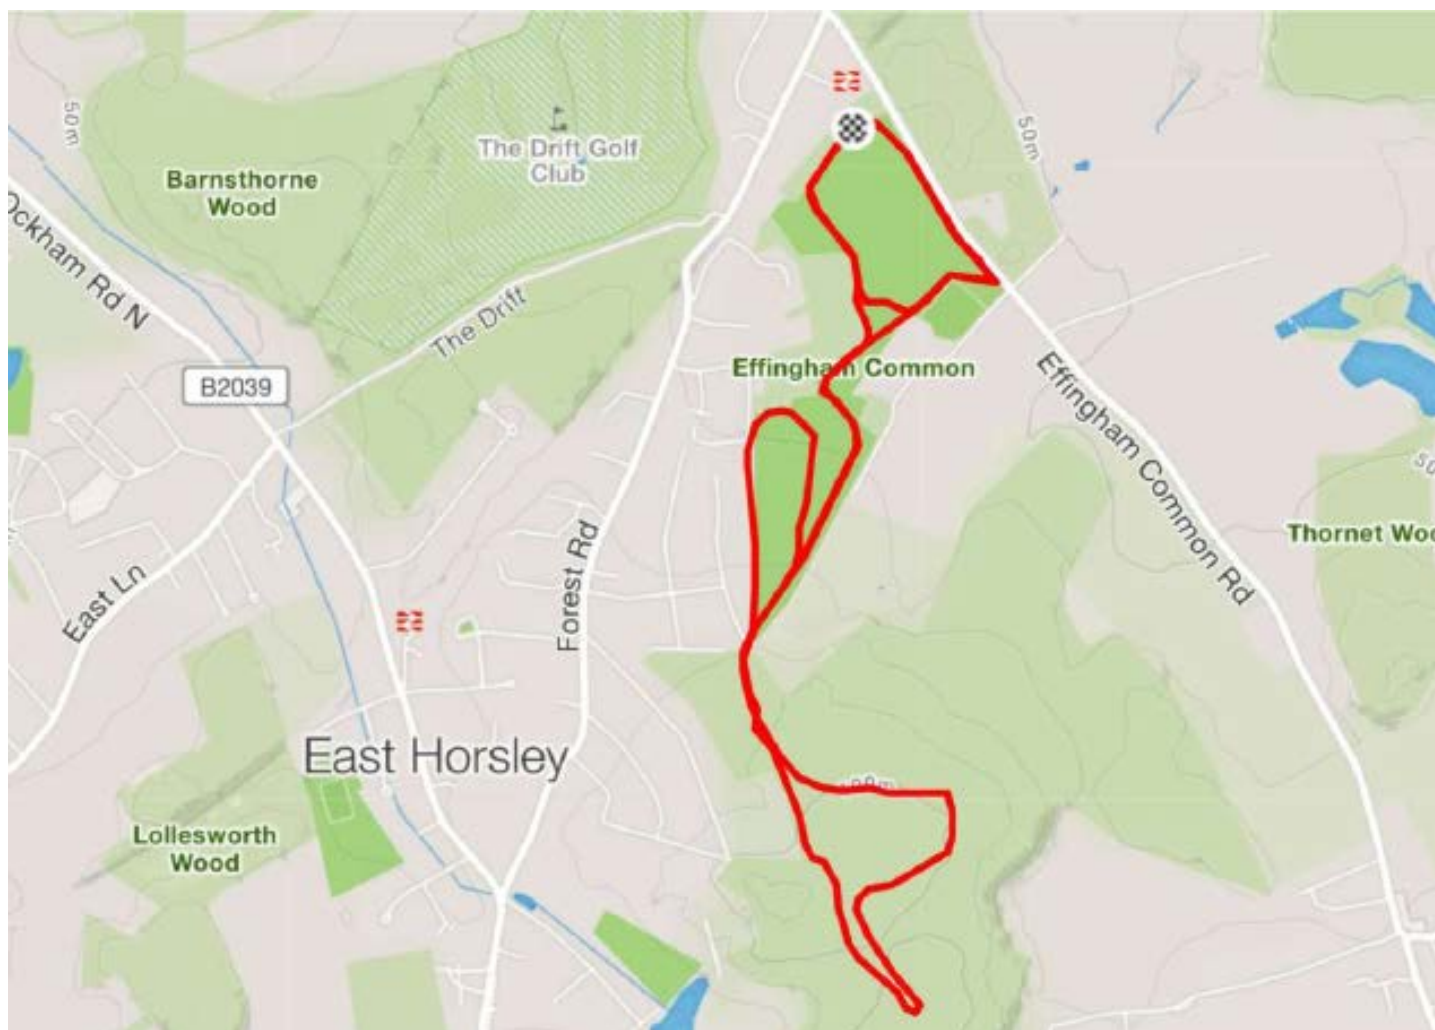 50m
The Drift Golf
Club
Barnsthorne
Wood
50m
Ockham Rd N
The Drift
B2039
Effingham Common
Effingham Common Rd
Thornet
East Ln
Forest Rd
East Horsley
Lollesworth
Wood